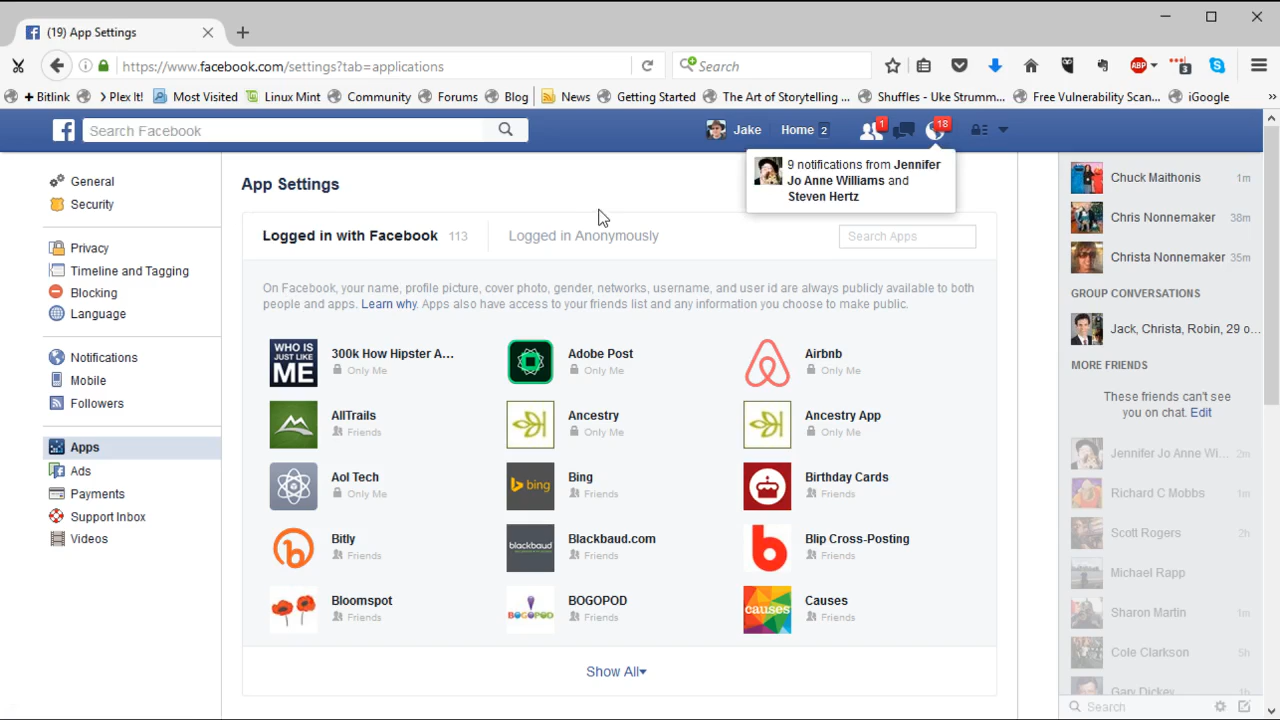 (19) App Settings
https://www.facebook.com/settings?tab=applications
Search
ABP
3
+ Bitlink
> Plex It!
Most Visited
Linux Mint
Community
Forums
Blog
News
Getting Started
The Art of Storytelling ...
Shuffles - Uke Strumm...
Free Vulnerability Scan...
iGoogle
Search Facebook
Jake
Home 2
1
18
9 notifications from Jennifer
Jo Anne Williams and
Steven Hertz
General
Security
Privacy
Timeline and Tagging
Blocking
Language
Notifications
Mobile
Followers
Apps
Ads
Payments
Support Inbox
Videos
App Settings
Logged in with Facebook 113
Logged in Anonymously
Search Apps
On Facebook, your name, profile picture, cover photo, gender, networks, username, and user id are always publicly available to both
people and apps. Learn why. Apps also have access to your friends list and any information you choose to make public.
WHO IS
JUST LIKE
ME
300k How Hipster A...
Only Me
Adobe Post
Only Me
Airbnb
Only Me
AllTrails
Friends
Ancestry
Only Me
Ancestry App
Only Me
Aol Tech
Only Me
bing
Bing
Friends
Birthday Cards
Friends
Bitly
Friends
blackbaud
Blackbaud.com
Friends
Blip Cross-Posting
Friends
Bloomspot
Friends
BOGOPOD
BOGOPOD
Friends
causes
Causes
Friends
Show All
Chuck Maithonis 1m
Chris Nonnemaker 38m
Christa Nonnemaker 35m
GROUP CONVERSATIONS
Jack, Christa, Robin, 29 o...
MORE FRIENDS
These friends can't see
you on chat. Edit
Jennifer Jo Anne Wi... 2m
Richard C Mobbs 1m
Scott Rogers 2h
Michael Rapp
Sharon Martin 1m
Cole Clarkson 5h
Gary Dickey 1h
Search